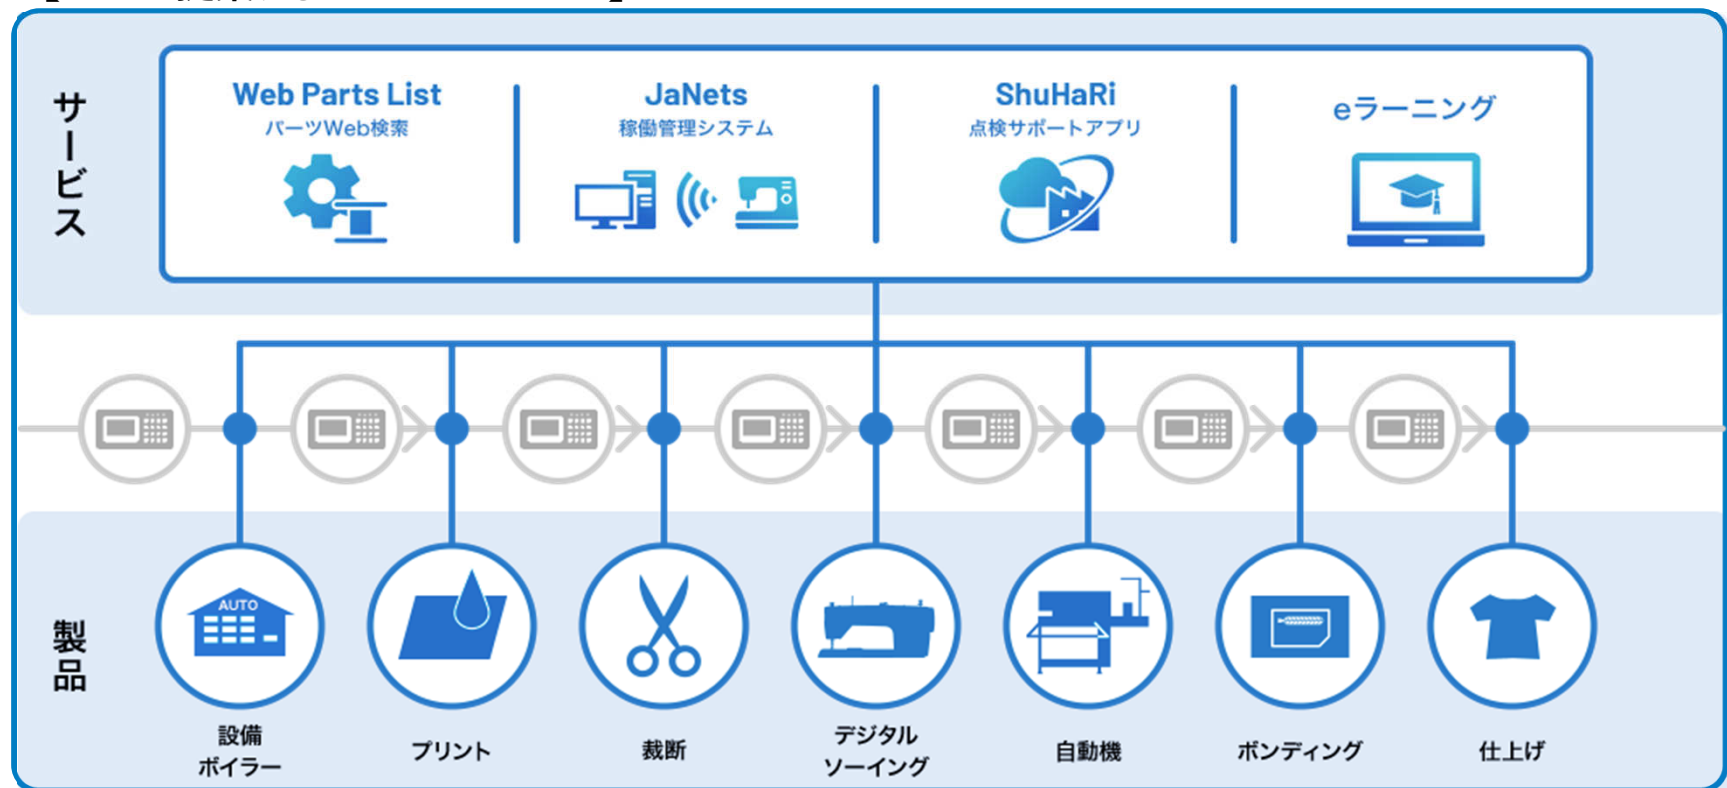 サービス
Web Parts List
パーツWeb検索
JaNets
稼働管理システム
ShuHaRi
点検サポートアプリ
eラーニング
製品
AUTO
設備
ボイラー
プリント
裁断
デジタル
ソーイング
自動機
ボンディング
仕上げ